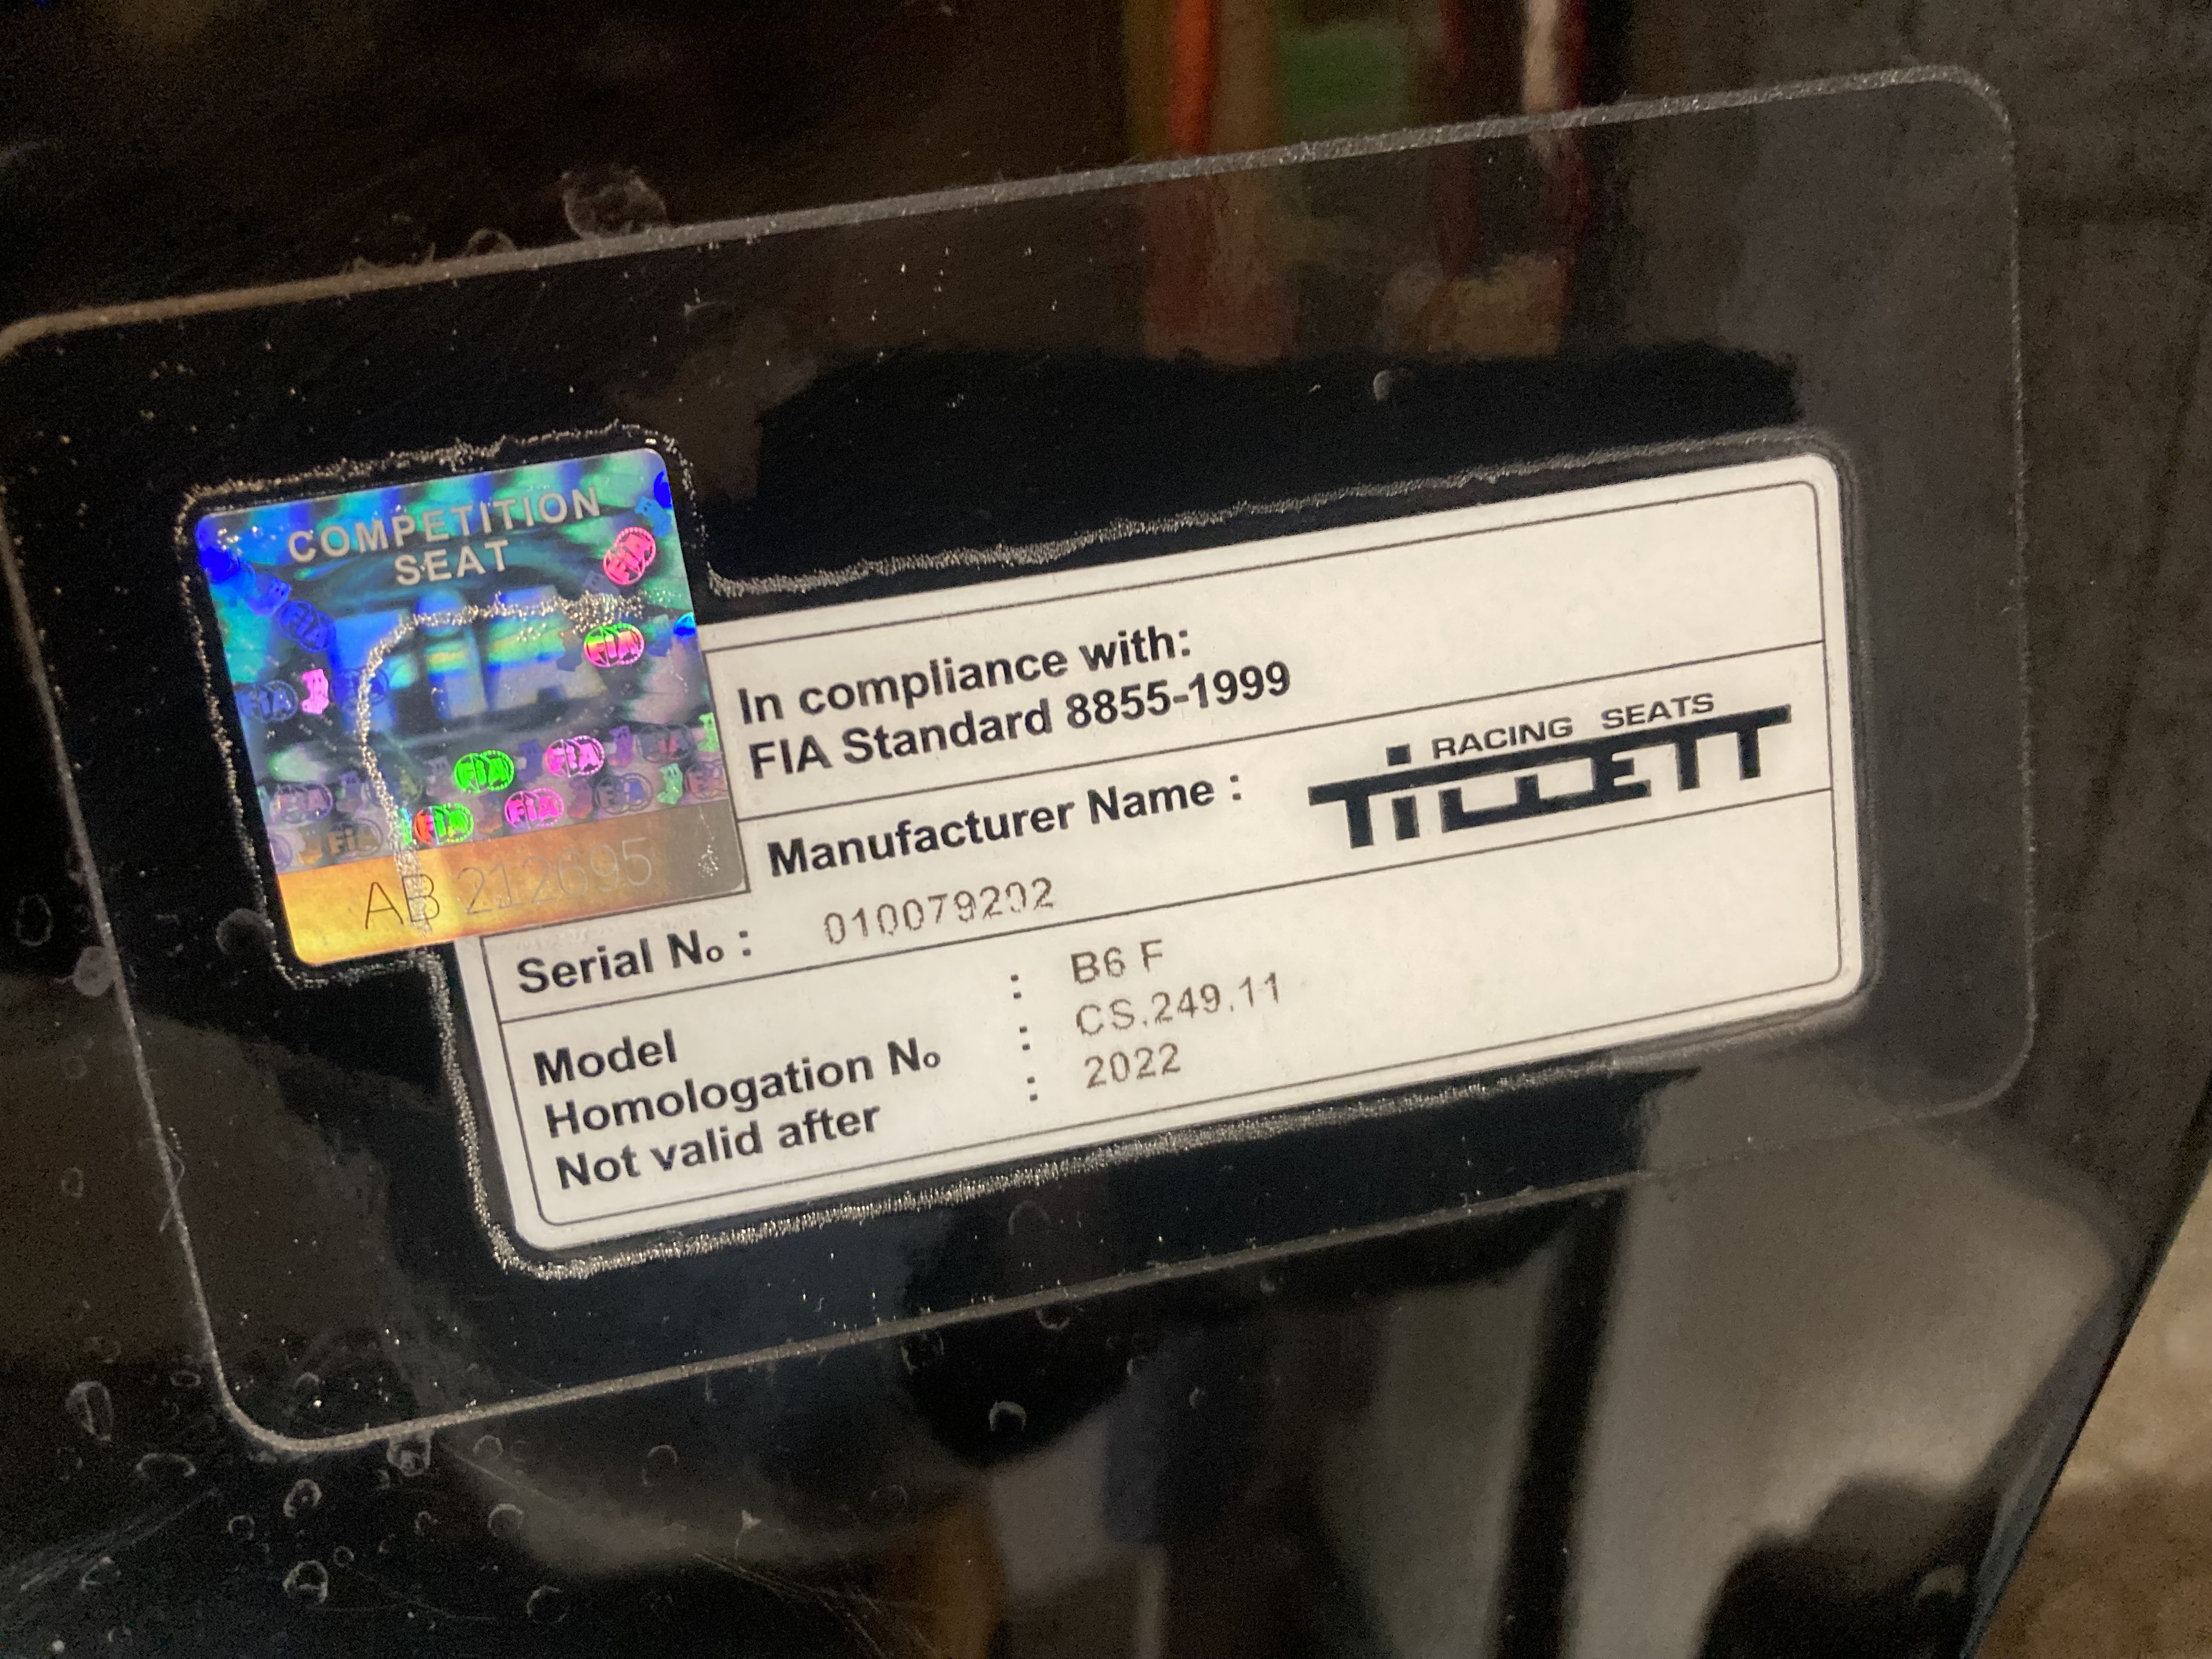 COMPETITION
SEAT
FIA
AB 212695
In compliance with:
FIA Standard 8855-1999
Manufacturer Name :
RACING SEATS
TiLLETT
Serial No : 010079202
Model : B6 F
Homologation No : CS.249.11
Not valid after : 2022